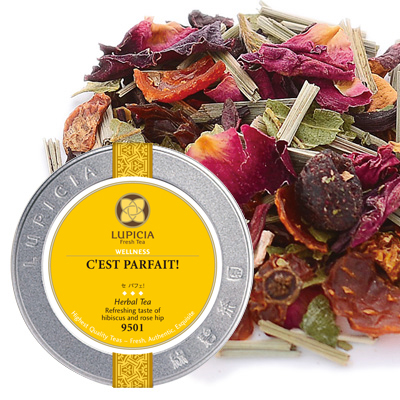 LUPICIA
LUPICIA
Fresh Tea
WELLNESS
C'EST PARFAIT!
セ パフェ!
Herbal Tea
Refreshing taste of
hibiscus and rose hip
9501
Highest Quality Teas – Fresh, Authentic, Exquisite